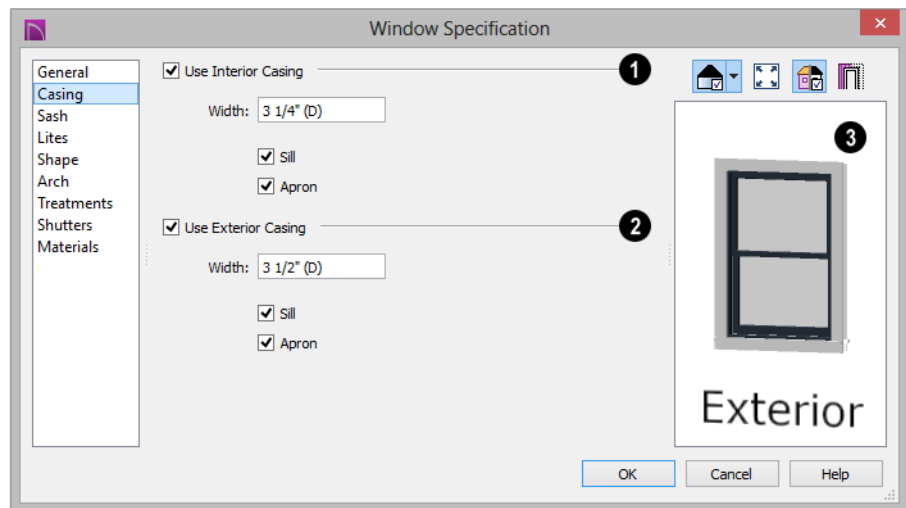 Window Specification
×
General
Casing
Sash
Lites
Shape
Arch
Treatments
Shutters
Materials
Use Interior Casing
1
Width: 3 1/4" (D)
Sill
Apron
Use Exterior Casing
2
Width: 3 1/2" (D)
Sill
Apron
3
Exterior
OK Cancel Help